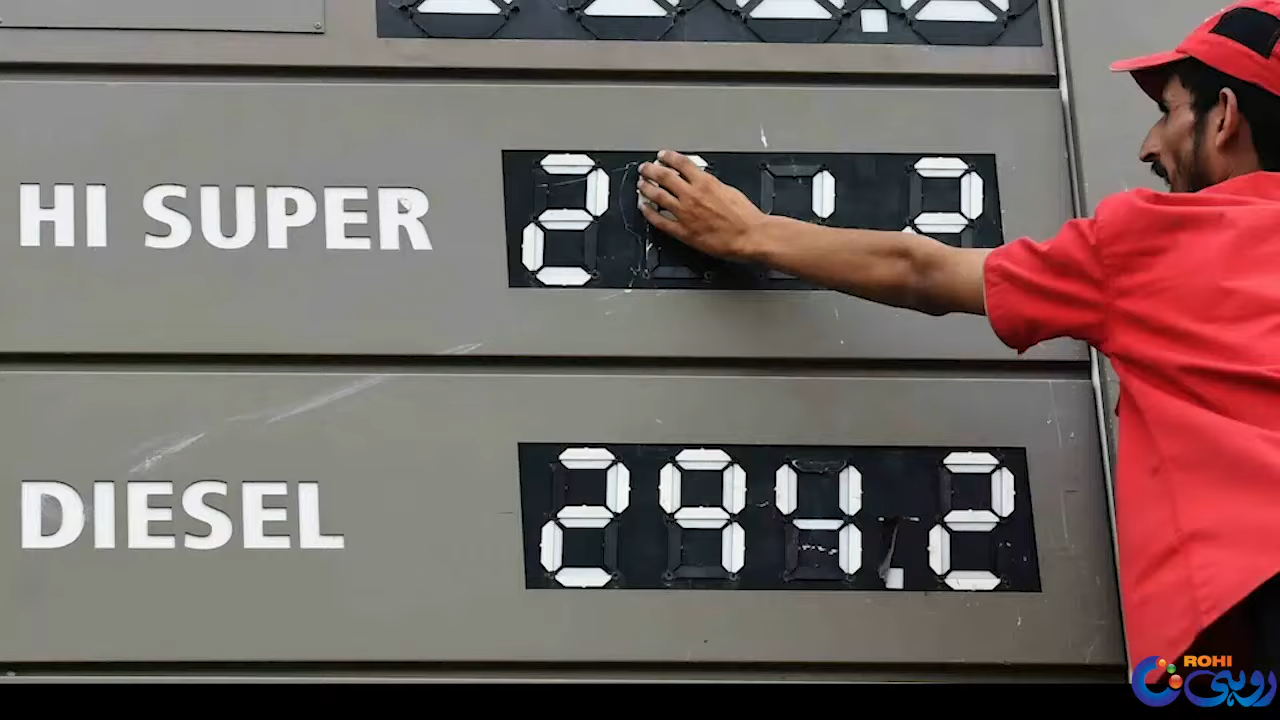 HI SUPER
DIESEL 294.2
ROHI
روہی